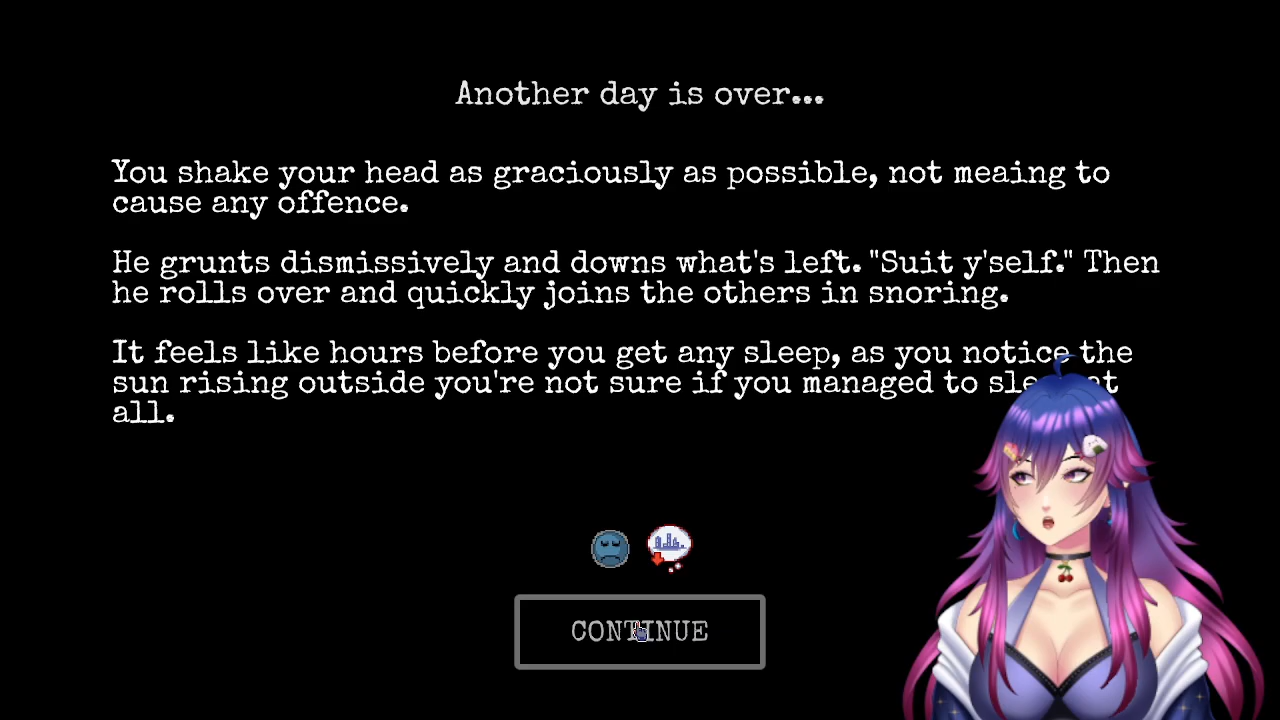 Another day is over...
You shake your head as graciously as possible, not meaing to
cause any offence.
He grunts dismissively and downs what's left. "Suit y'self." Then
he rolls over and quickly joins the others in snoring.
It feels like hours before you get any sleep, as you notice the
sun rising outside you're not sure if you managed to
all.
CONTINUE